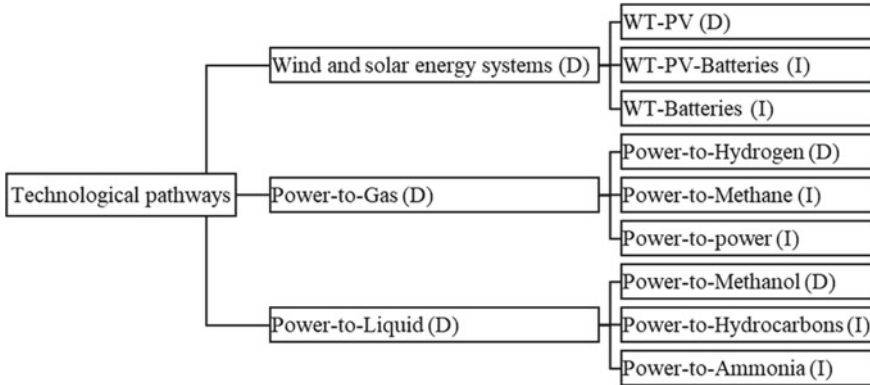 WT-PV (D)
Wind and solar energy systems (D)
WT-PV-Batteries (I)
WT-Batteries (I)
Power-to-Hydrogen (D)
Technological pathways
Power-to-Gas (D)
Power-to-Methane (I)
Power-to-power (I)
Power-to-Methanol (D)
Power-to-Liquid (D)
Power-to-Hydrocarbons (I)
Power-to-Ammonia (I)